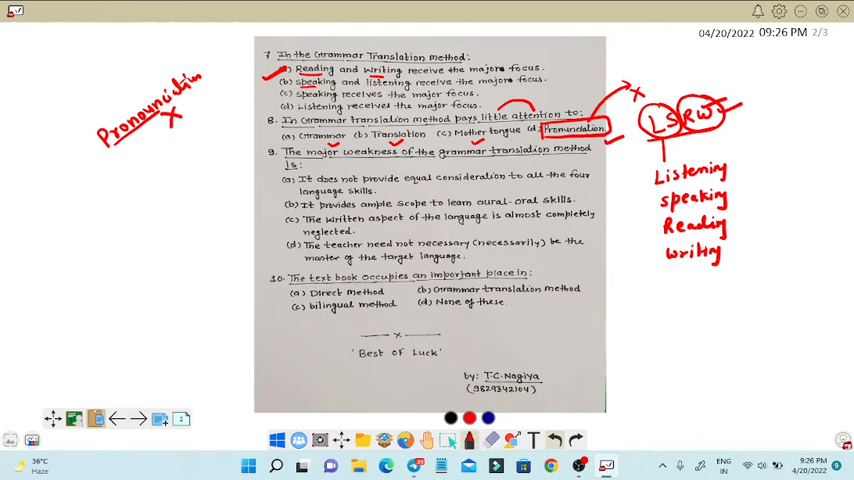 04/20/2022 09:26 PM 2/3
Pronounciation
x
7 In the Grammar Translation method:
a) Reading and writing receive the major focus.
(b) speaking and listening receive the major focus.
(c) Speaking receives the major focus.
(d) Listening receives the major focus.
8. In Grammar translation method pays little attention to:
(a) Grammar (b) Translation (c) Mother tongue (d) Pronunciation.
9. The major weakness of the grammar translation method
is:
(a) It does not provide equal consideration to all the four
language skills.
(b) It provides ample scope to learn aural-oral skills.
(c) The written aspect of the language is almost completely
neglected.
(d) The teacher need not necessary (necessarily) be the
master of the target language.
10. The text book occupies an important place in:
(a) Direct method (b) Grammar translation method
(c) bilingual method (d) None of these.
x
'Best of Luck'
by: T.C. Nagiya
(9829342104)
x
LSRW
Listening
speaking
Reading
writing
2
T
36°C
Haze
ENG
IN
9:26 PM
4/20/2022